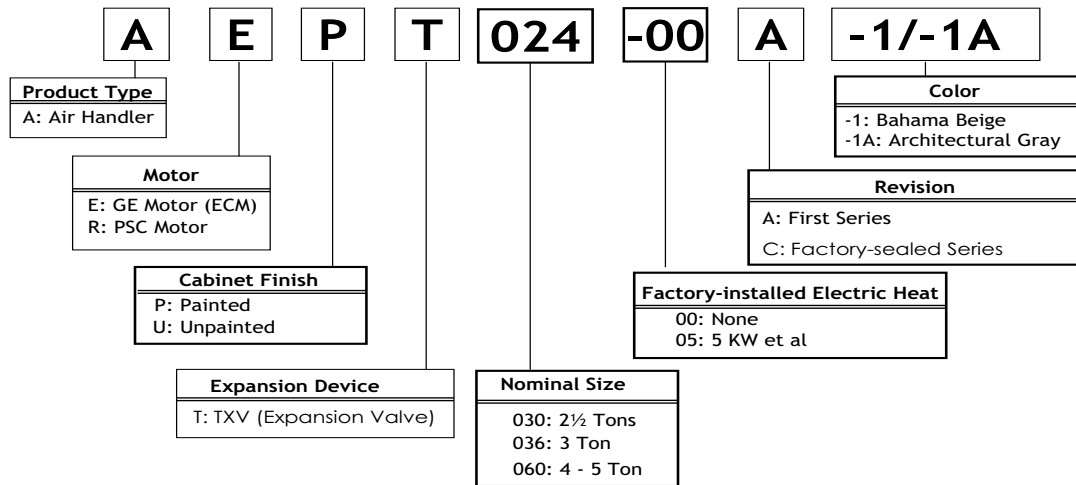 A E P T 024 -00 A -1/-1A
Product Type
A: Air Handler
Motor
E: GE Motor (ECM)
R: PSC Motor
Cabinet Finish
P: Painted
U: Unpainted
Expansion Device
T: TXV (Expansion Valve)
Nominal Size
030: 2½ Tons
036: 3 Ton
060: 4 - 5 Ton
Factory-installed Electric Heat
00: None
05: 5 KW et al
Revision
A: First Series
C: Factory-sealed Series
Color
-1: Bahama Beige
-1A: Architectural Gray